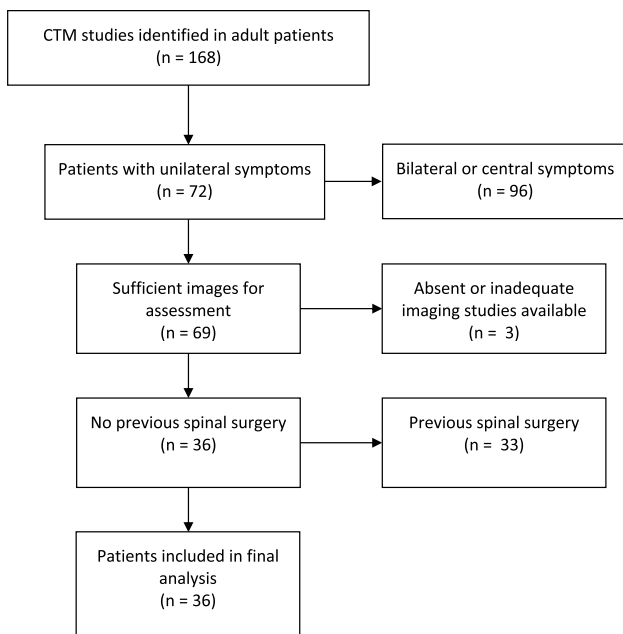 CTM studies identified in adult patients
(n = 168)
Patients with unilateral symptoms
(n = 72)
Bilateral or central symptoms
(n = 96)
Sufficient images for
assessment
(n = 69)
Absent or inadequate
imaging studies available
(n = 3)
No previous spinal surgery
(n = 36)
Previous spinal surgery
(n = 33)
Patients included in final
analysis
(n = 36)